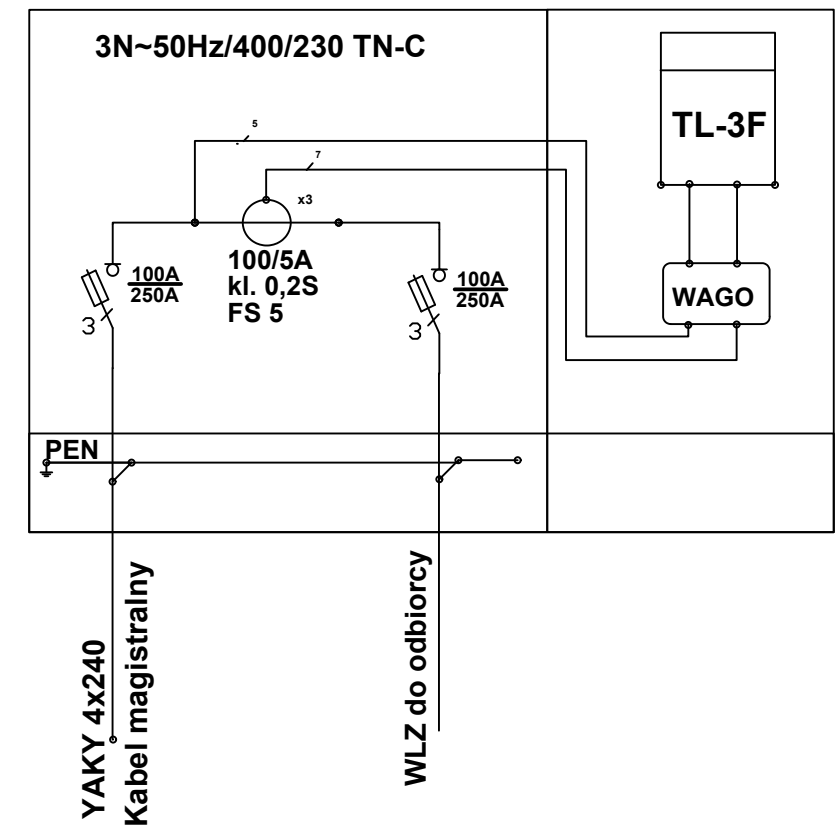 3N~50Hz/400/230 TN-C
TL-3F
5
7
x3
100/5A
kl. 0,2S
FS 5
100A
250A
3
100A
250A
3
WAGO
PEN
YAKY 4x240
Kabel magistralny
WLZ do odbiorcy